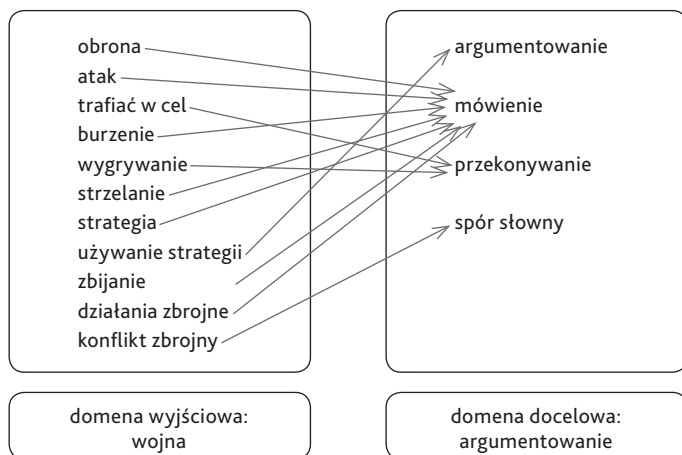 obrona
atak
trafiać w cel
burzenie
wygrywanie
strzelanie
strategia
używanie strategii
zbijanie
działania zbrojne
konflikt zbrojny
argumentowanie
mówienie
przekonywanie
spór słowny
domena wyjściowa:
wojna
domena docelowa:
argumentowanie